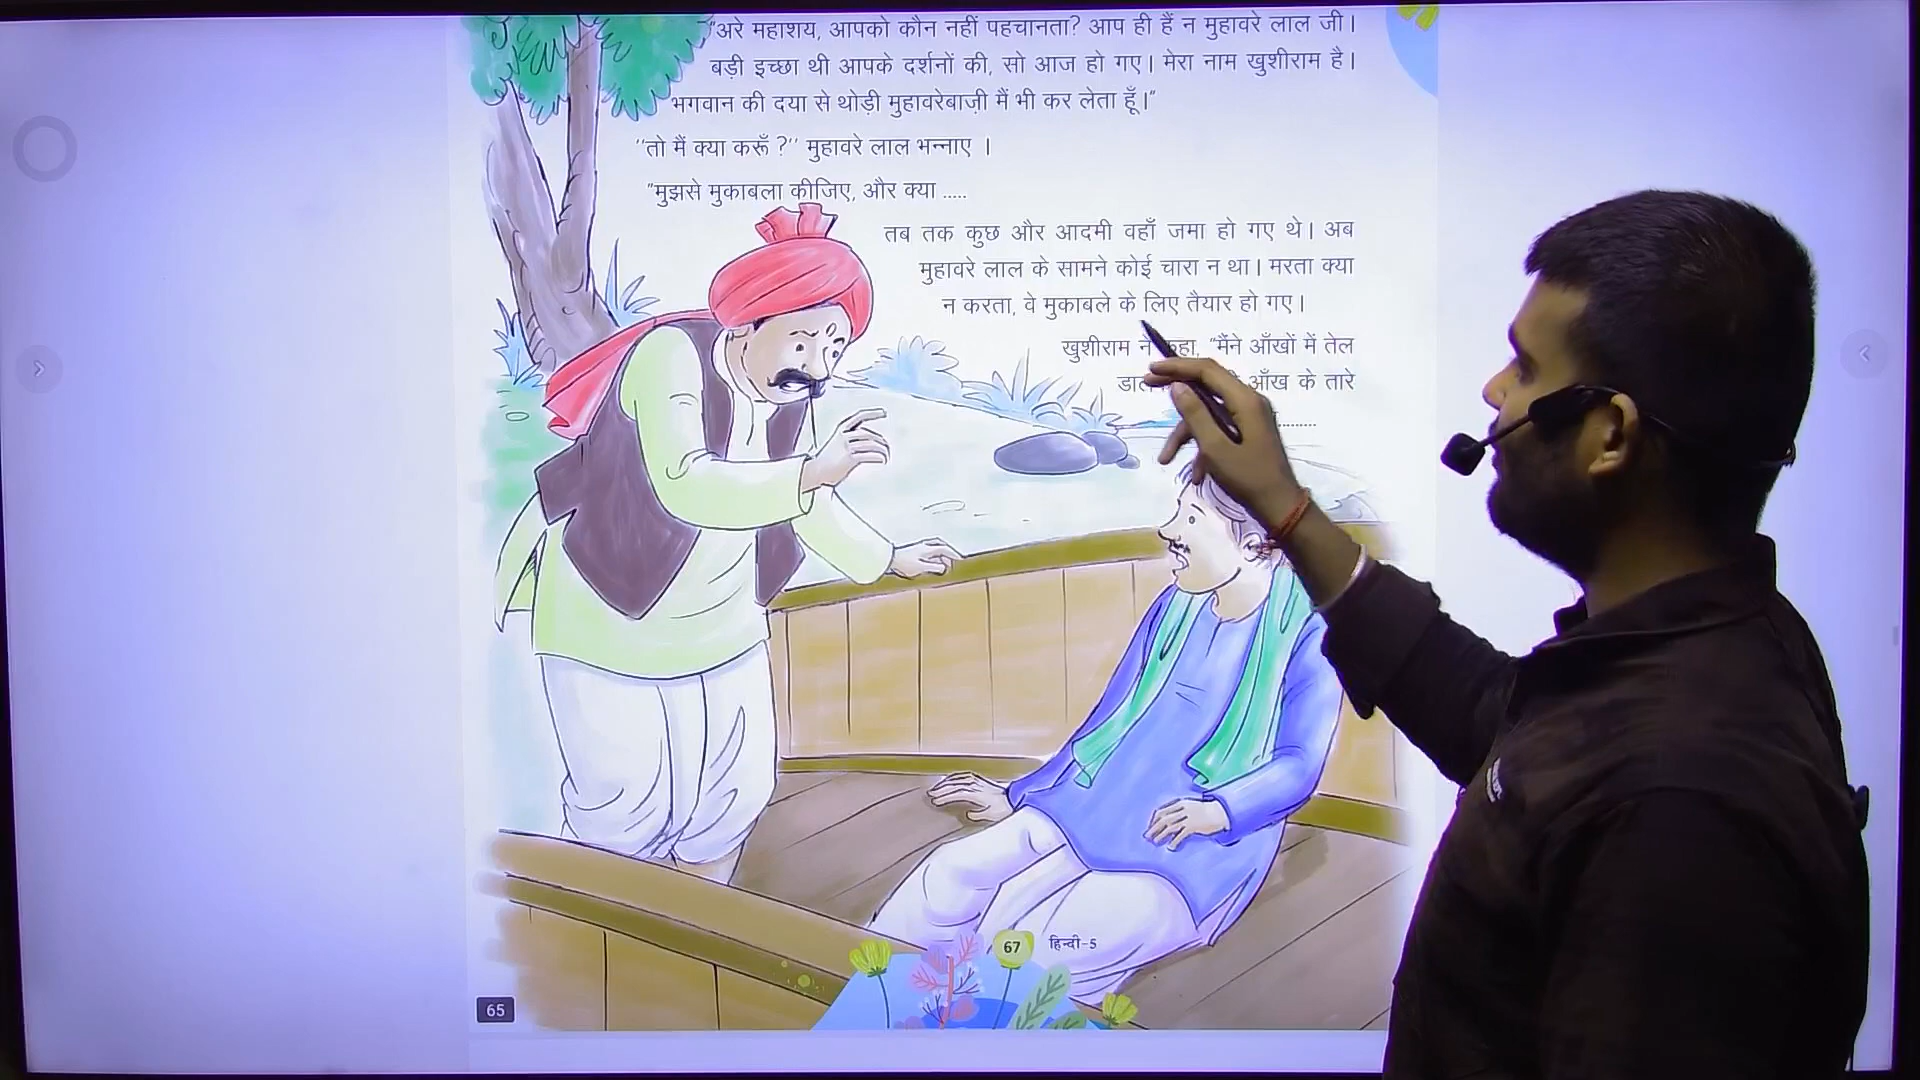 "अरे महाशय, आपको कौन नहीं पहचानता? आप ही हैं न मुहावरे लाल जी।
बड़ी इच्छा थी आपके दर्शनों की, सो आज हो गए। मेरा नाम खुशीराम है।
भगवान की दया से थोड़ी मुहावरेबाज़ी मैं भी कर लेता हूँ।"
''तो मैं क्या करूँ ?'' मुहावरे लाल भन्नाए ।
"मुझसे मुकाबला कीजिए, और क्या .....
तब तक कुछ और आदमी वहाँ जमा हो गए थे। अब
मुहावरे लाल के सामने कोई चारा न था। मरता क्या
न करता, वे मुकाबले के लिए तैयार हो गए।
खुशीराम ने "मैंने आँखों में तेल
आँख के तारे
67 हिन्दी-5
65